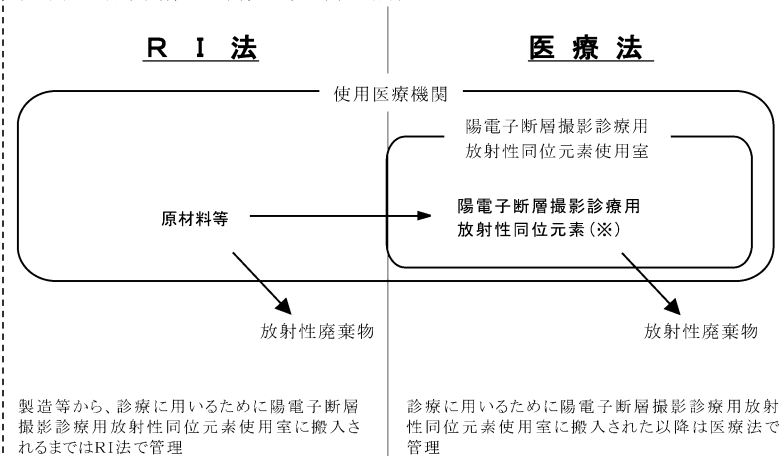 RI法
医療法
使用医療機関
陽電子断層撮影診療用
放射性同位元素使用室
原材料等
陽電子断層撮影診療用
放射性同位元素(※)
放射性廃棄物
放射性廃棄物
製造等から、診療に用いるために陽電子断層
撮影診療用放射性同位元素使用室に搬入さ
れるまではRI法で管理
診療に用いるために陽電子断層撮影診療用放射
性同位元素使用室に搬入された以降は医療法で
管理